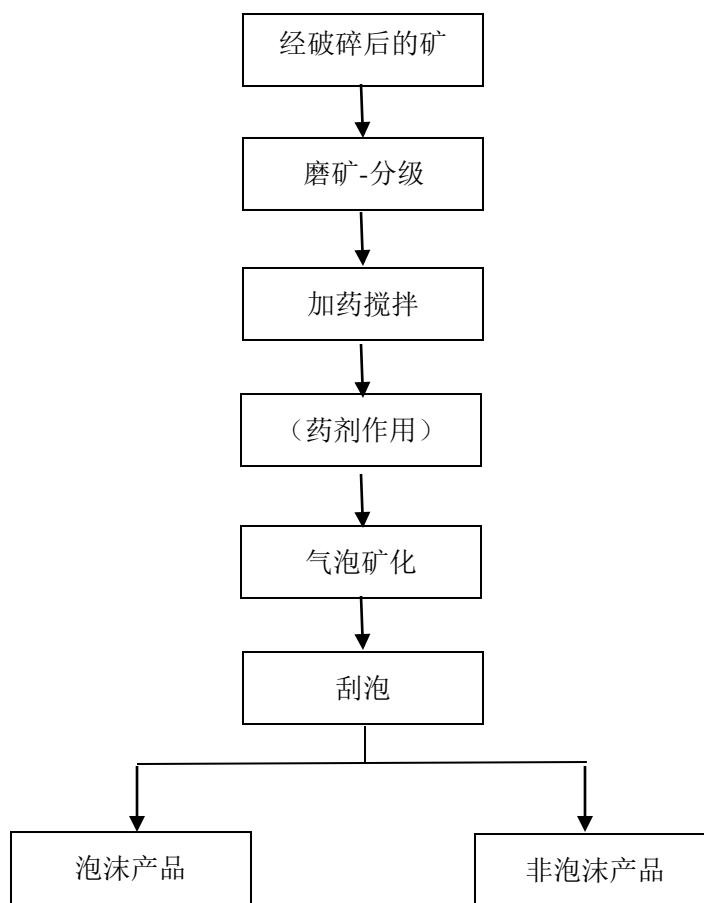 经破碎后的矿
磨矿-分级
加药搅拌
（药剂作用）
气泡矿化
刮泡
泡沫产品
非泡沫产品